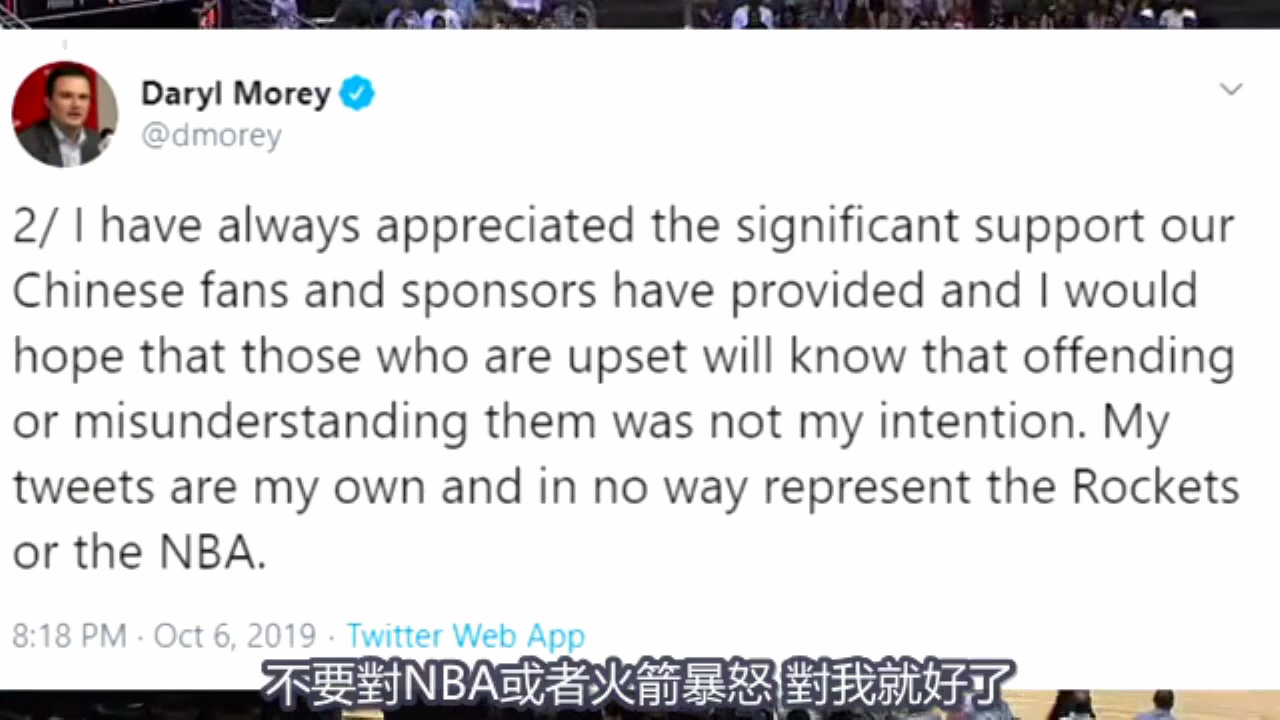 Daryl Morey
@dmorey
2/ I have always appreciated the significant support our
Chinese fans and sponsors have provided and I would
hope that those who are upset will know that offending
or misunderstanding them was not my intention. My
tweets are my own and in no way represent the Rockets
or the NBA.
8:18 PM · Oct 6, 2019 · Twitter Web App
不要對NBA或者火箭暴怒 對我就好了